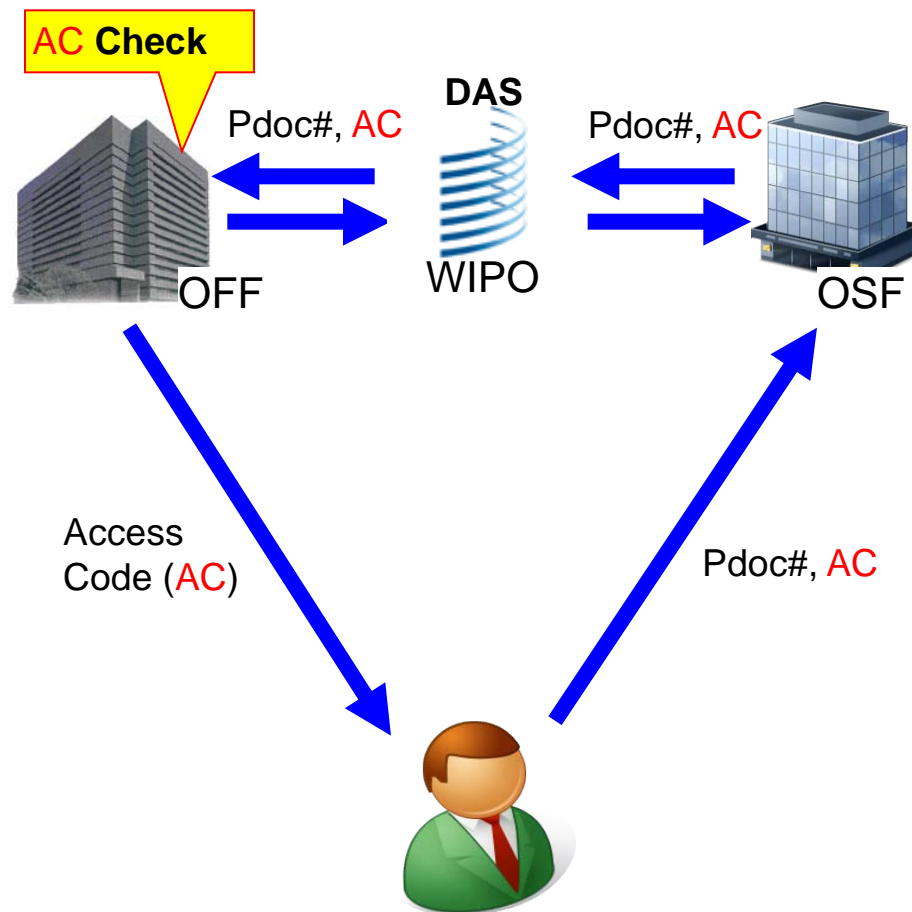 AC Check
DAS
Pdoc#, AC
Pdoc#, AC
WIPO
OFF
OSF
Access
Code (AC)
Pdoc#, AC